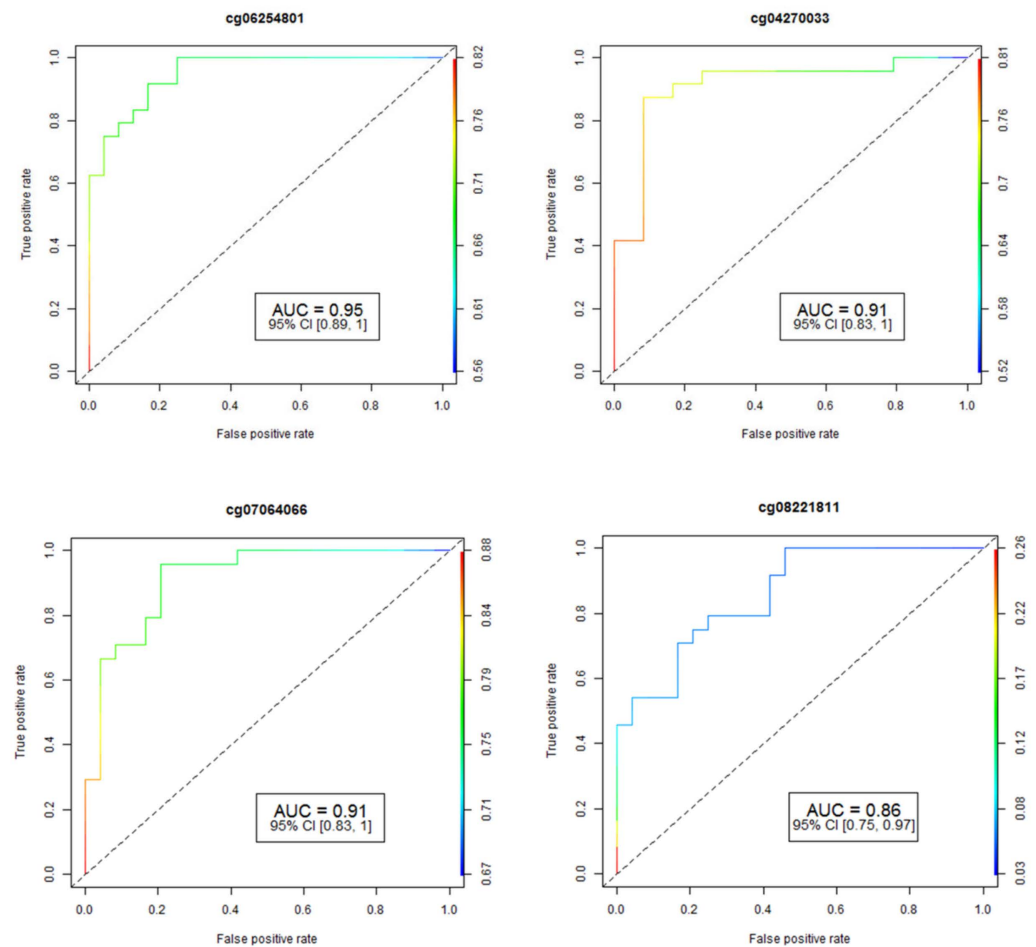 cg06254801
True positive rate
0.0 0.2 0.4 0.6 0.8 1.0
0.56 0.61 0.66 0.71 0.76 0.82
AUC = 0.95
95% CI [0.89, 1]
0.0 0.2 0.4 0.6 0.8 1.0
False positive rate
cg04270033
True positive rate
0.0 0.2 0.4 0.6 0.8 1.0
0.52 0.58 0.64 0.7 0.76 0.81
AUC = 0.91
95% CI [0.83, 1]
0.0 0.2 0.4 0.6 0.8 1.0
False positive rate
cg07064066
True positive rate
0.0 0.2 0.4 0.6 0.8 1.0
0.67 0.71 0.75 0.79 0.84 0.88
AUC = 0.91
95% CI [0.83, 1]
0.0 0.2 0.4 0.6 0.8 1.0
False positive rate
cg08221811
True positive rate
0.0 0.2 0.4 0.6 0.8 1.0
0.03 0.08 0.12 0.17 0.22 0.26
AUC = 0.86
95% CI [0.75, 0.97]
0.0 0.2 0.4 0.6 0.8 1.0
False positive rate